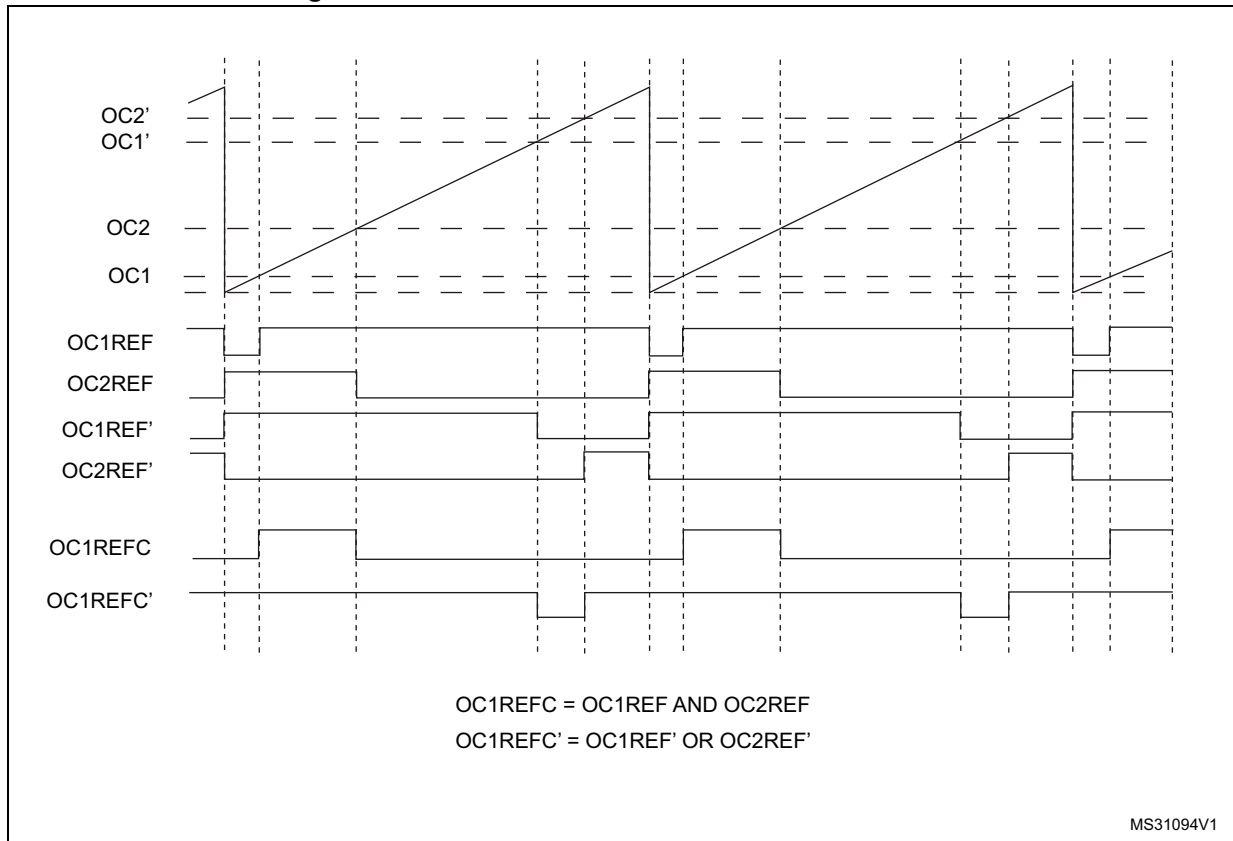 OC2’
OC1’
OC2
OC1
OC1REF
OC2REF
OC1REF’
OC2REF’
OC1REFC
OC1REFC’
OC1REFC = OC1REF AND OC2REF
OC1REFC’ = OC1REF’ OR OC2REF’
MS31094V1